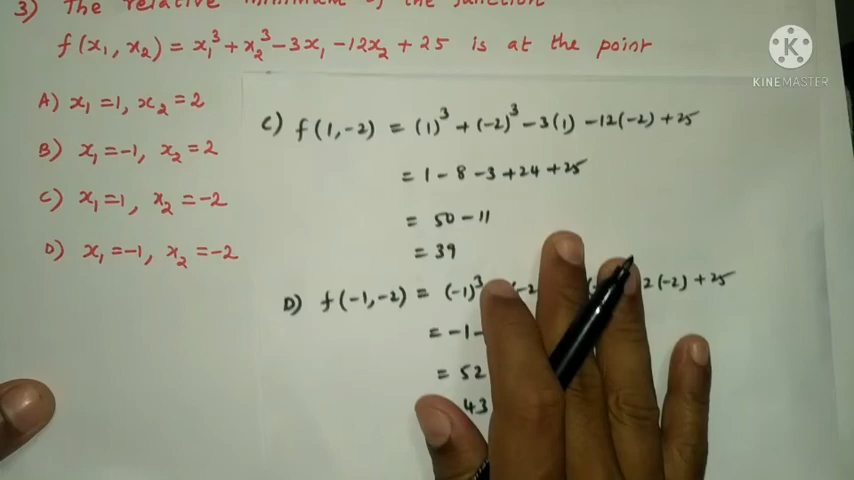 3) The relative minimum of the function
f(x₁, x₂) = x₁³ + x₂³ - 3x₁ - 12x₂ + 25 is at the point
A) x₁ = 1, x₂ = 2
B) x₁ = -1, x₂ = 2
C) x₁ = 1, x₂ = -2
D) x₁ = -1, x₂ = -2
C) f(1, -2) = (1)³ + (-2)³ - 3(1) - 12(-2) + 25
= 1 - 8 - 3 + 24 + 25
= 50 - 11
= 39
D) f(-1, -2) = (-1)³ 2(-2) + 25
= -1 -
= 52
43
K
KINEMASTER